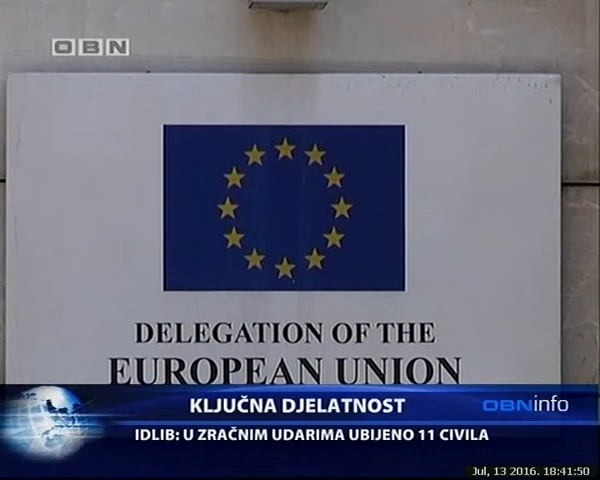 OBN
DELEGATION OF THE
EUROPEAN UNION
KLJUČNA DJELATNOST
OBNinfo
IDLIB: U ZRAČNIM UDARIMA UBIJENO 11 CIVILA
Jul, 13 2016. 18:41:50